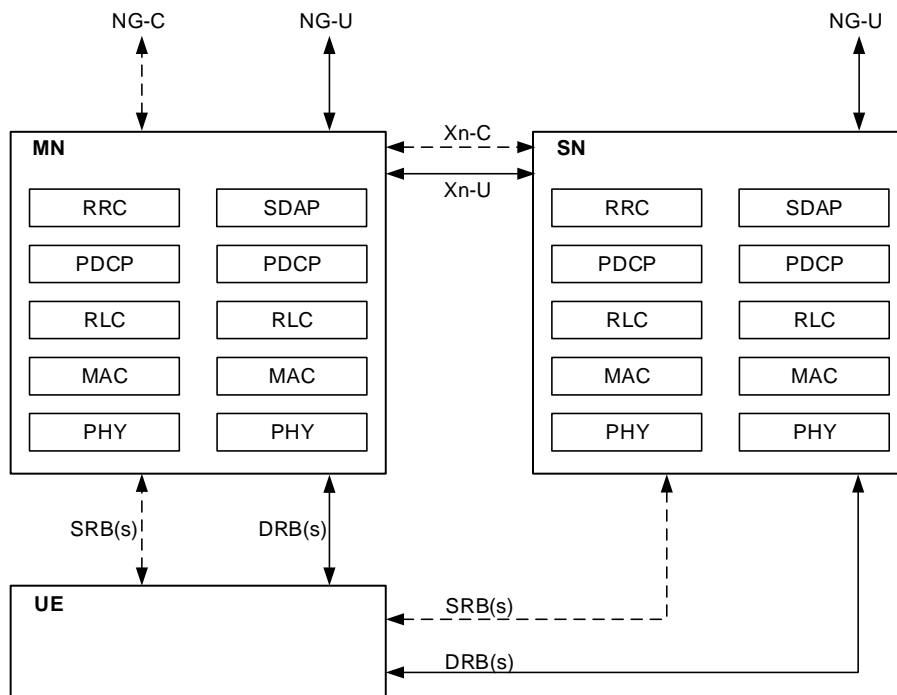 NG-C NG-U NG-U
MN Xn-C SN
Xn-U
RRC SDAP RRC SDAP
PDCP PDCP PDCP PDCP
RLC RLC RLC RLC
MAC MAC MAC MAC
PHY PHY PHY PHY
SRB(s) DRB(s)
UE SRB(s)
DRB(s)